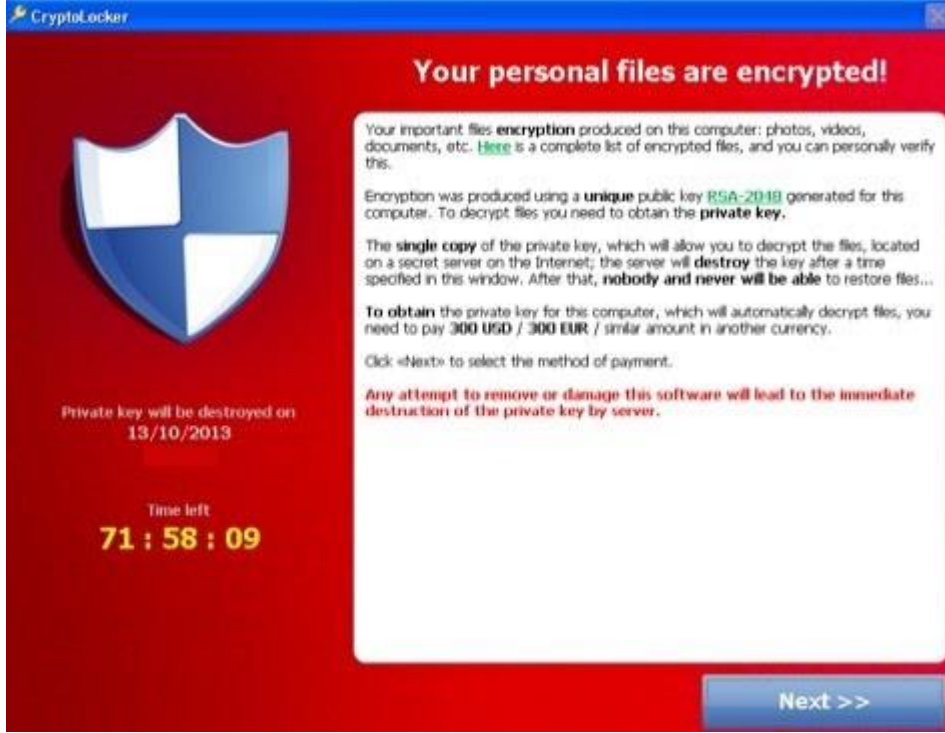 CryptoLocker
Your personal files are encrypted!
Your important files encryption produced on this computer: photos, videos,
documents, etc. Here is a complete list of encrypted files, and you can personally verify
this.
Encryption was produced using a unique public key RSA-2048 generated for this
computer. To decrypt files you need to obtain the private key.
The single copy of the private key, which will allow you to decrypt the files, located
on a secret server on the Internet; the server will destroy the key after a time
specified in this window. After that, nobody and never will be able to restore files...
To obtain the private key for this computer, which will automatically decrypt files, you
need to pay 300 USD / 300 EUR / similar amount in another currency.
Click «Next» to select the method of payment.
Any attempt to remove or damage this software will lead to the immediate
destruction of the private key by server.
Private key will be destroyed on
13/10/2013
Time left
71 : 58 : 09
Next >>